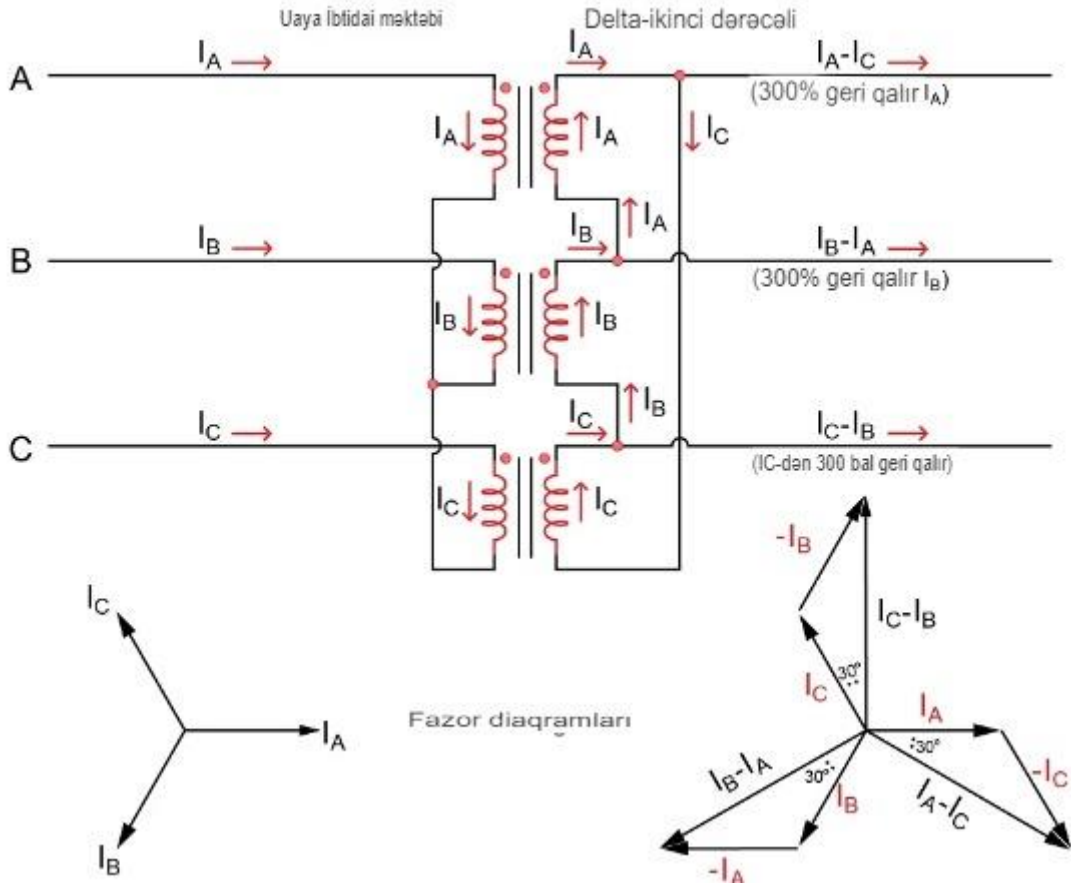 Uaya İbtidai məktəbi
Delta-ikinci dərəcəli
A
I_A
I_A
I_A-I_C
(300% geri qalır I_A)
I_A
I_A
I_C
I_A
B
I_B
I_B
I_B-I_A
(300% geri qalır I_B)
I_B
I_B
I_B
C
I_C
I_C
I_C-I_B
(IC-dən 300 bal geri qalır)
I_C
I_C
-I_B
I_C
I_C-I_B
30°
I_C
Fazor diaqramları
I_A
I_A
30°
I_B-I_A
30°
I_B
I_A-I_C
-I_C
I_B
-I_A